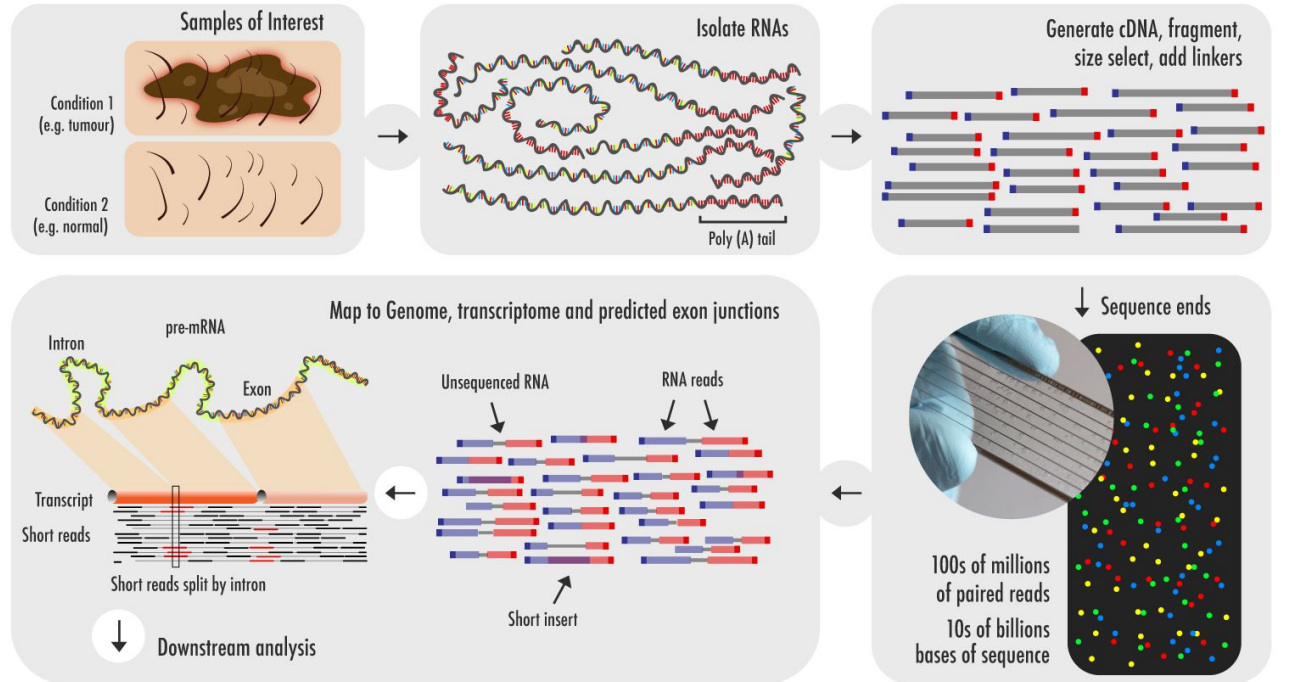 Samples of Interest
Condition 1
(e.g. tumour)
Condition 2
(e.g. normal)
Isolate RNAs
Poly (A) tail
Generate cDNA, fragment,
size select, add linkers
Sequence ends
100s of millions
of paired reads
10s of billions
bases of sequence
Map to Genome, transcriptome and predicted exon junctions
pre-mRNA
Intron
Exon
Unsequenced RNA
RNA reads
Short insert
Transcript
Short reads
Short reads split by intron
Downstream analysis